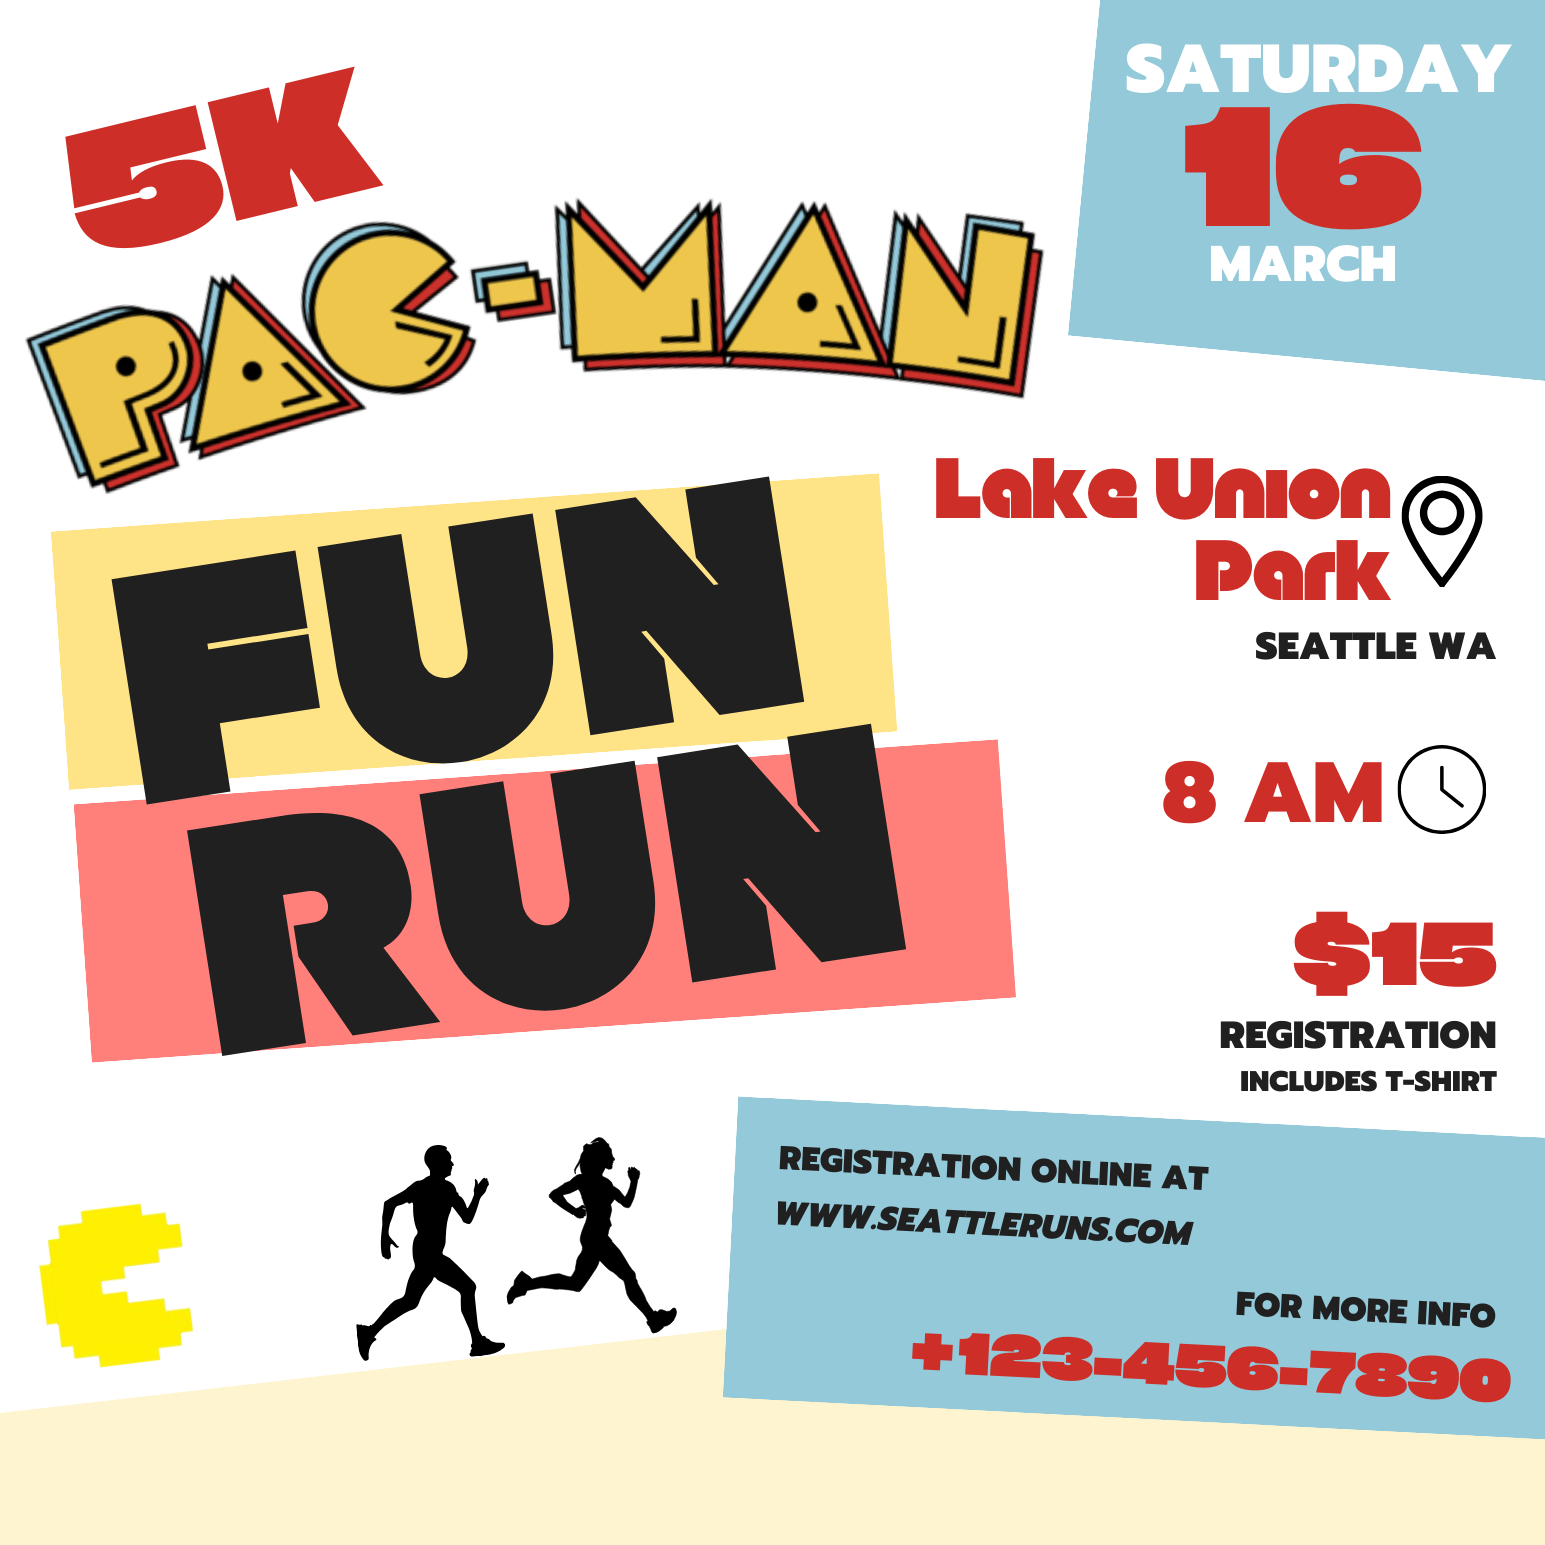 5K
PAC-MAN
FUN
RUN
SATURDAY
16
MARCH
Lake Union
Park
SEATTLE WA
8 AM
$15
REGISTRATION
INCLUDES T-SHIRT
REGISTRATION ONLINE AT
WWW.SEATTLERUNS.COM
FOR MORE INFO
+123-456-7890